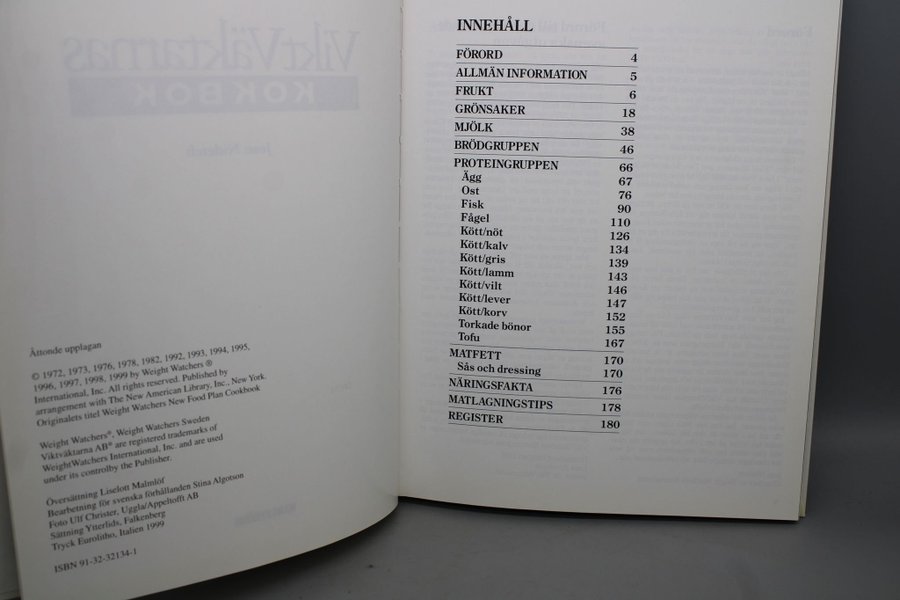 Åttonde upplagan
© 1972, 1973, 1976, 1978, 1982, 1992, 1993, 1994, 1995,
1996, 1997, 1998, 1999 by Weight Watchers ®
International, Inc. All rights reserved. Published by
arrangement with The New American Library, Inc., New York.
Originalets titel Weight Watchers New Food Plan Cookbook
Weight Watchers®, Weight Watchers Sweden
Viktväktarna AB® are registered trademarks of
WeightWatchers International, Inc. and are used
under its controlby the Publisher.
Översättning Liselott Malmlöf
Bearbetning för svenska förhållanden Stina Algotson
Foto Ulf Christer, Uggla/Appeltofft AB
Sättning Ytterlids, Falkenberg
Tryck Eurolitho, Italien 1999
ISBN 91-32-32134-1
INNEHÅLL
FÖRORD 4
ALLMÄN INFORMATION 5
FRUKT 6
GRÖNSAKER 18
MJÖLK 38
BRÖDGRUPPEN 46
PROTEINGRUPPEN 66
Ägg 67
Ost 76
Fisk 90
Fågel 110
Kött/nöt 126
Kött/kalv 134
Kött/gris 139
Kött/lamm 143
Kött/vilt 146
Kött/lever 147
Kött/korv 152
Torkade bönor 155
Tofu 167
MATFETT 170
Sås och dressing 170
NÄRINGSFAKTA 176
MATLAGNINGSTIPS 178
REGISTER 180
ViktVäktarnas
KOKBOK
Jean Nidetch